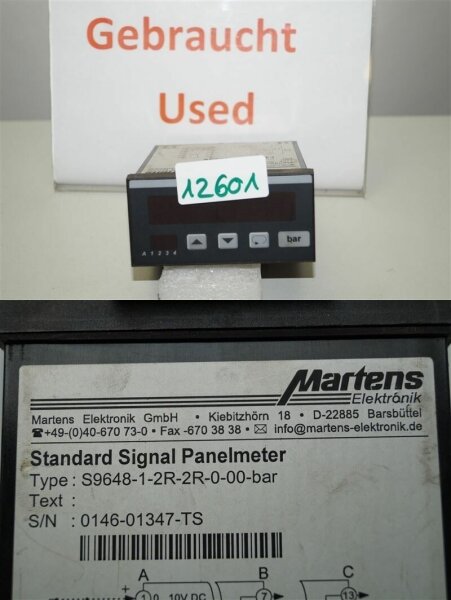 Gebraucht
Used
12601
bar
A 1 2 3 4
Martens
Elektronik
Martens Elektronik GmbH • Kiebitzhörn 18 • D-22885 Barsbüttel
☎+49-(0)40-670 73-0 • Fax -670 38 38 • ✉ info@martens-elektronik.de
Standard Signal Panelmeter
Type : S9648-1-2R-2R-0-00-bar
Text :
S/N : 0146-01347-TS
A B C
1 0...10V DC 7 13